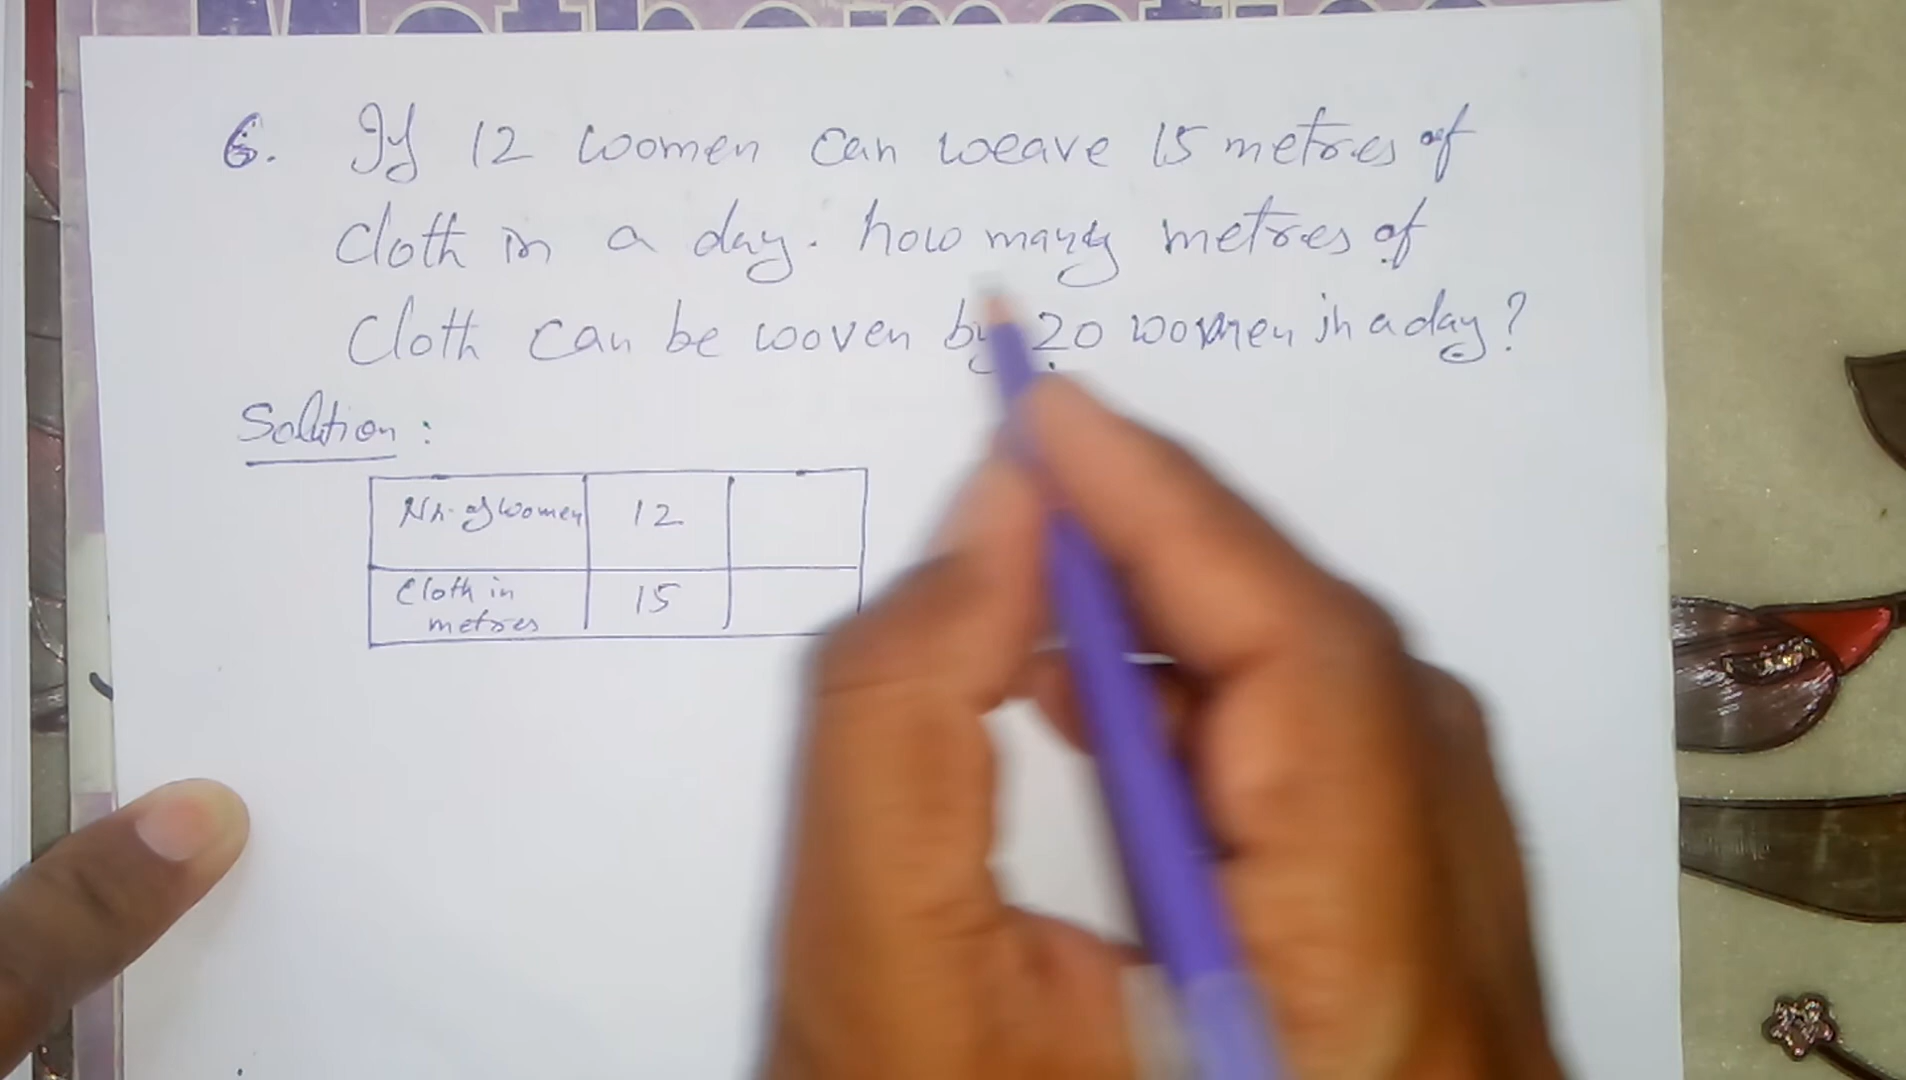 Mathematics
6. If 12 women can weave 15 metres of
cloth in a day. how many metres of
cloth can be woven by 20 women in a day?
Solution :
No. of women 12
Cloth in 15
metres